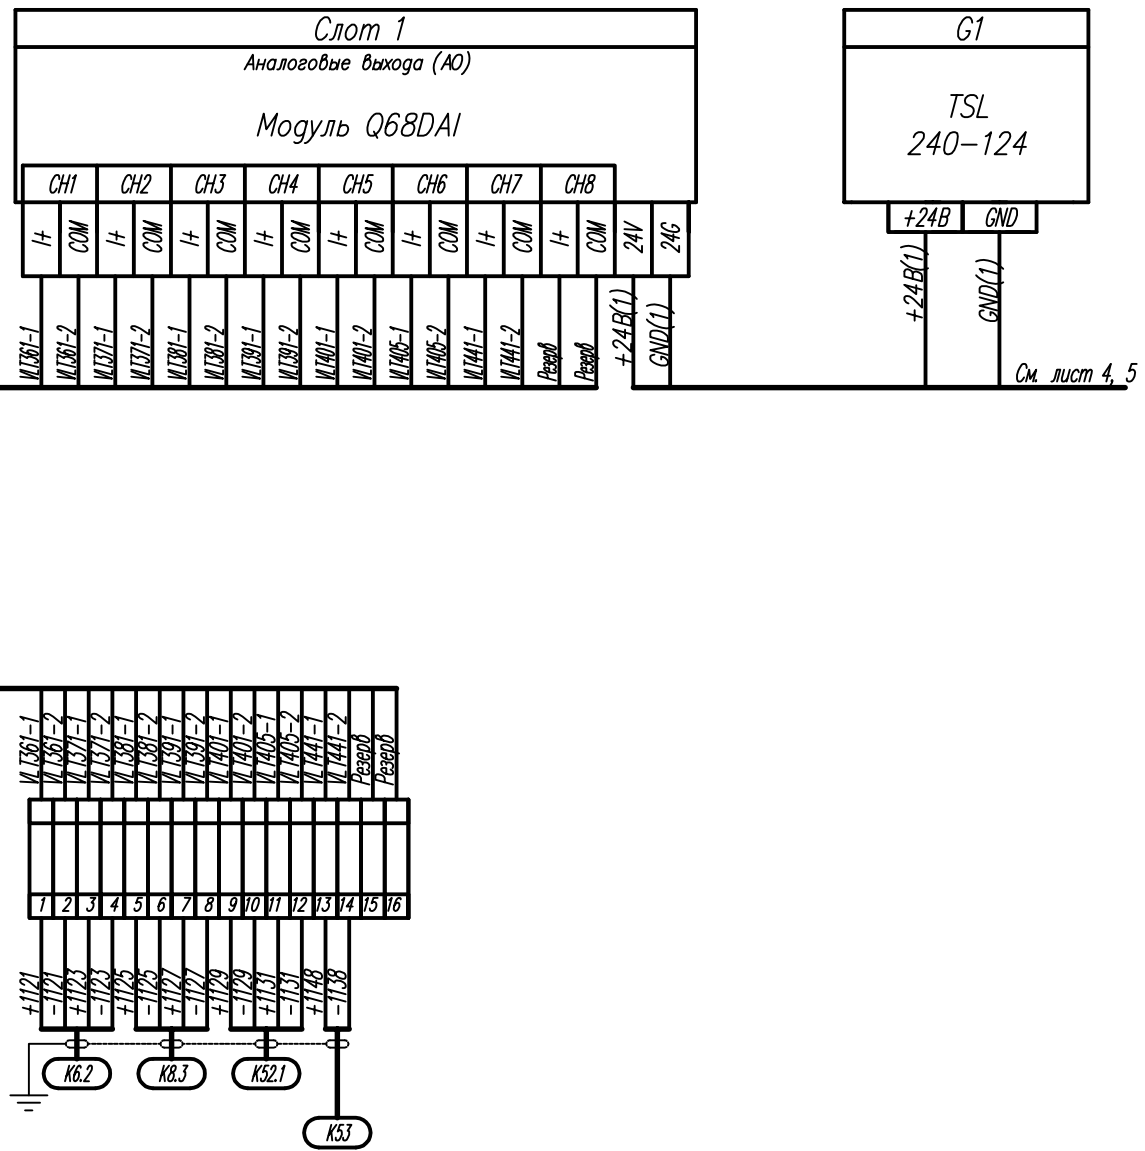 Слот 1
Аналоговые выхода (АО)
Модуль Q68DAI
CH1 CH2 CH3 CH4 CH5 CH6 CH7 CH8
I+ COM I+ COM I+ COM I+ COM I+ COM I+ COM I+ COM I+ COM 24V 24G
VLT361-1 VLT361-2 VLT371-1 VLT371-2 VLT381-1 VLT381-2 VLT391-1 VLT391-2 VLT401-1 VLT401-2 VLT405-1 VLT405-2 VLT441-1 VLT441-2 Резерв Резерв +24В(1) GND(1)
G1
TSL
240-124
+24В GND
+24В(1) GND(1)
См. лист 4, 5
VLT361-1 VLT361-2 VLT371-1 VLT371-2 VLT381-1 VLT381-2 VLT391-1 VLT391-2 VLT401-1 VLT401-2 VLT405-1 VLT405-2 VLT441-1 VLT441-2 Резерв Резерв
1 2 3 4 5 6 7 8 9 10 11 12 13 14 15 16
+1121 -1121 +1123 -1123 +1125 -1125 +1127 -1127 +1129 -1129 +1131 -1131 +1148 -1138
К6.2 К8.3 К52.1
К53